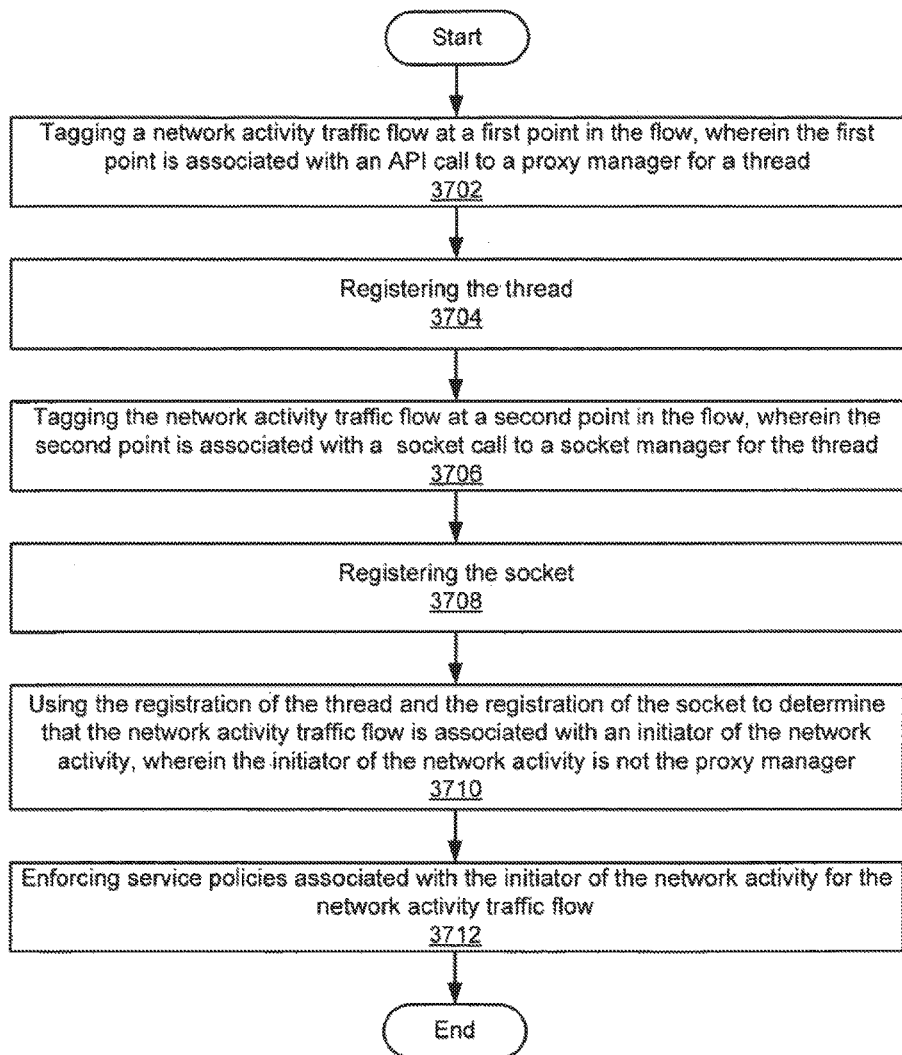 Start
Tagging a network activity traffic flow at a first point in the flow, wherein the first
point is associated with an API call to a proxy manager for a thread
3702
Registering the thread
3704
Tagging the network activity traffic flow at a second point in the flow, wherein the
second point is associated with a socket call to a socket manager for the thread
3706
Registering the socket
3708
Using the registration of the thread and the registration of the socket to determine
that the network activity traffic flow is associated with an initiator of the network
activity, wherein the initiator of the network activity is not the proxy manager
3710
Enforcing service policies associated with the initiator of the network activity for the
network activity traffic flow
3712
End